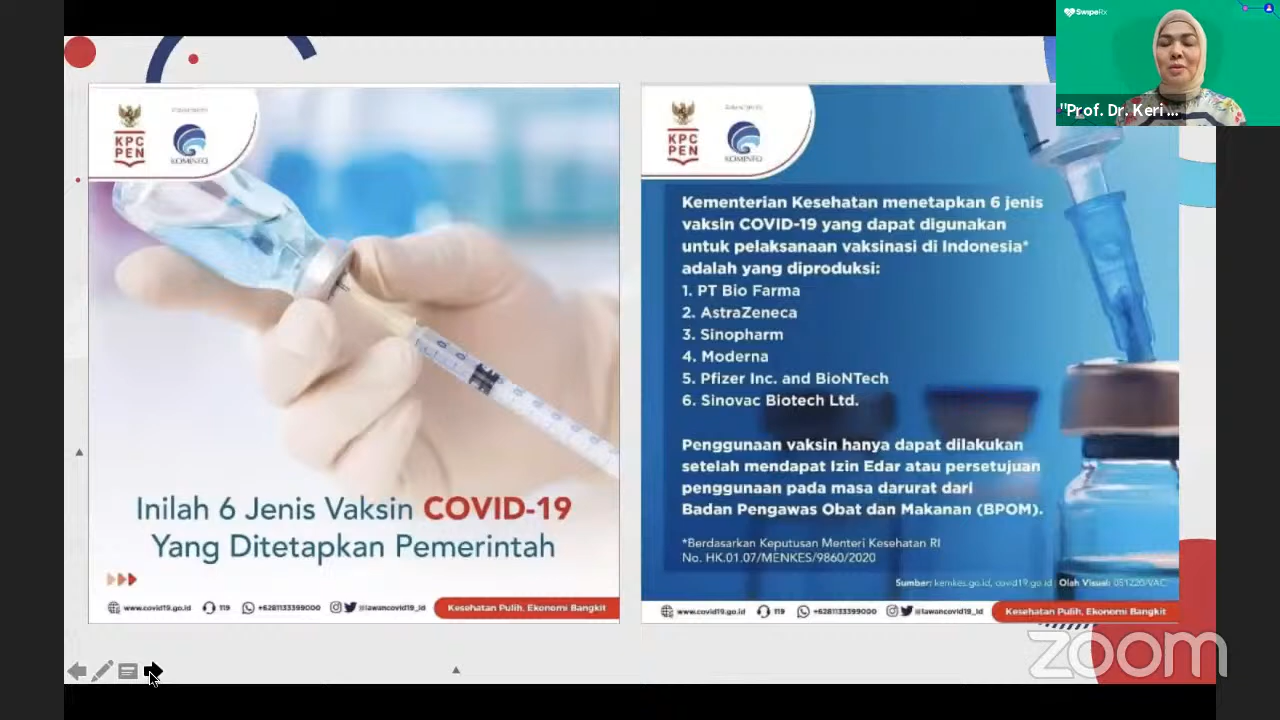 SwipeRx
"Prof. Dr. Keri ...
KPC
PEN
KOMINFO
Inilah 6 Jenis Vaksin COVID-19
Yang Ditetapkan Pemerintah
www.covid19.go.id 119 +6281133399000 @lawancovid19_id Kesehatan Pulih, Ekonomi Bangkit
KPC
PEN
KOMINFO
Kementerian Kesehatan menetapkan 6 jenis
vaksin COVID-19 yang dapat digunakan
untuk pelaksanaan vaksinasi di Indonesia*
adalah yang diproduksi:
1. PT Bio Farma
2. AstraZeneca
3. Sinopharm
4. Moderna
5. Pfizer Inc. and BioNTech
6. Sinovac Biotech Ltd.
Penggunaan vaksin hanya dapat dilakukan
setelah mendapat Izin Edar atau persetujuan
penggunaan pada masa darurat dari
Badan Pengawas Obat dan Makanan (BPOM).
*Berdasarkan Keputusan Menteri Kesehatan RI
No. HK.01.07/MENKES/9860/2020
Sumber: kemkes.go.id, covid19.go.id | Olah Visual: 051220/VAC
www.covid19.go.id 119 +6281133399000 @lawancovid19_id Kesehatan Pulih, Ekonomi Bangkit
zoom